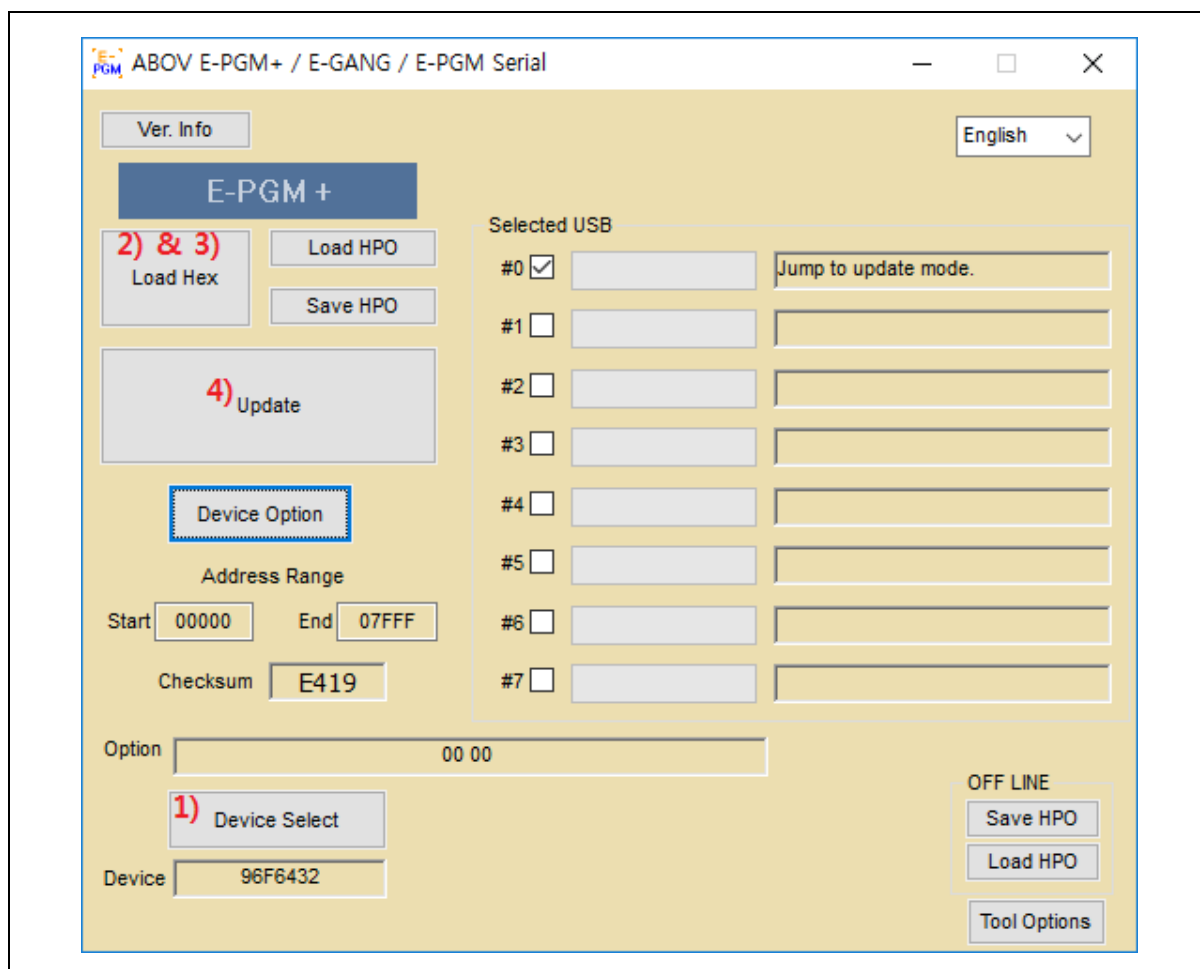 E-PGM
ABOV E-PGM+ / E-GANG / E-PGM Serial
Ver. Info
English
E-PGM +
2) & 3)
Load Hex
Load HPO
Save HPO
4) Update
Device Option
Address Range
Start 00000 End 07FFF
Checksum E419
Selected USB
#0 Jump to update mode.
#1
#2
#3
#4
#5
#6
#7
Option 00 00
1) Device Select
Device 96F6432
OFF LINE
Save HPO
Load HPO
Tool Options